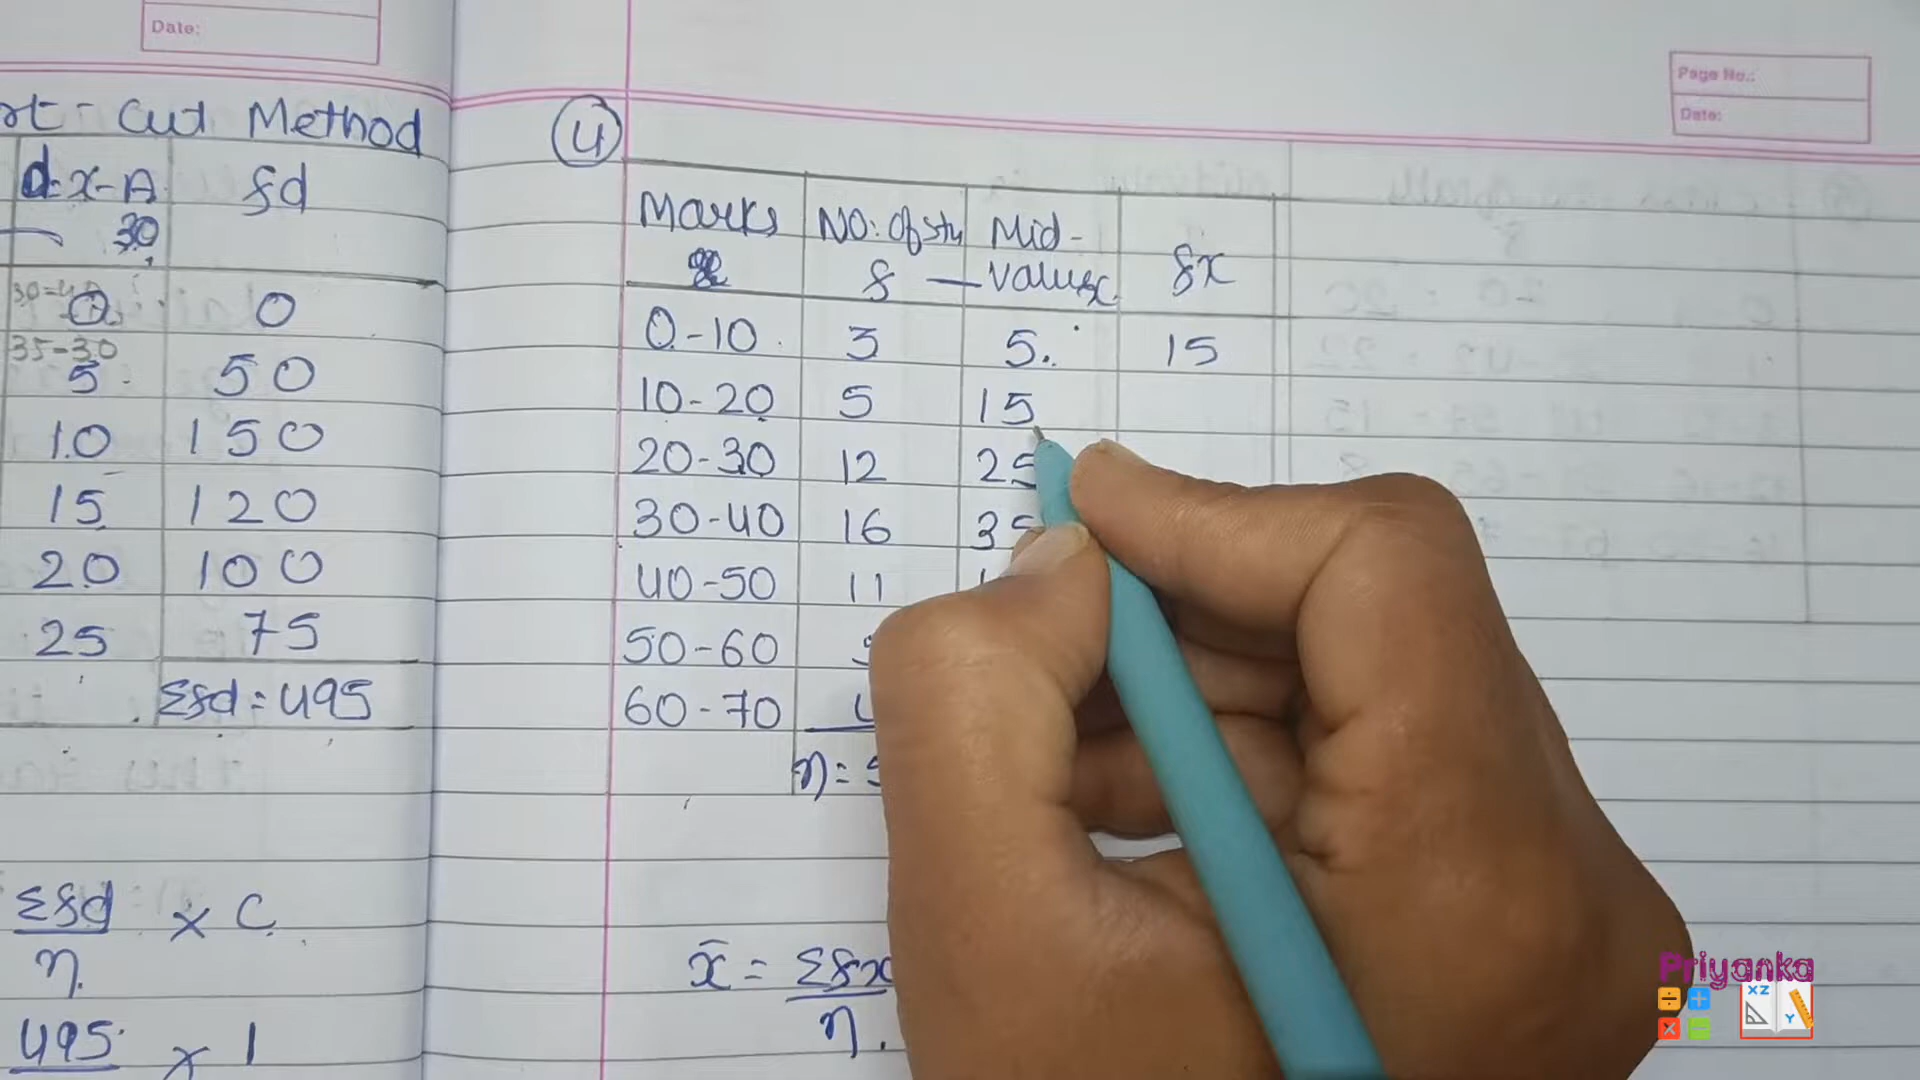 Date:
rt-Cut Method
d=x-A fd
30
30-40
0 0
35-30
5 50
10 150
15 120
20 100
25 75
Σfd=495
Σfd × C
n
495 × 1
Page No.:
Date:
4
Marks No: Of stu Mid-
f values x fx
0-10 3 5 15
10-20 5 15
20-30 12 25
30-40 16 35
40-50 11
50-60
60-70
n=
x̄ = Σfx
n.
Priyanka
XZ
Y